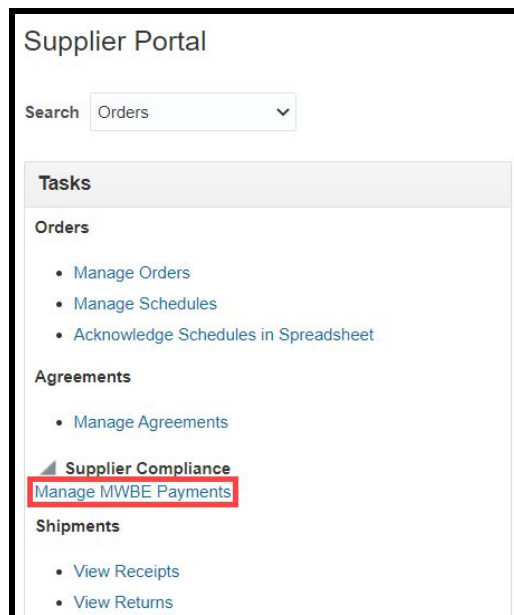 Supplier Portal
Search Orders
Tasks
Orders
Manage Orders
Manage Schedules
Acknowledge Schedules in Spreadsheet
Agreements
Manage Agreements
Supplier Compliance
Manage MWBE Payments
Shipments
View Receipts
View Returns